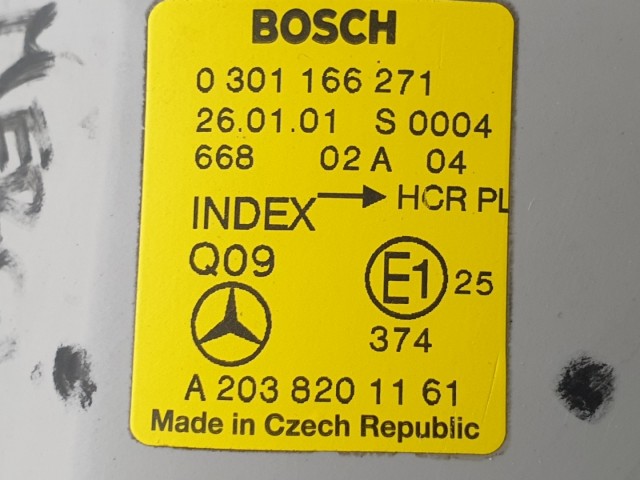 BOSCH
0 301 166 271
26.01.01 S 0004
668 02 A 04
INDEX → HCR PL
Q09
E1 25
374
A 203 820 11 61
Made in Czech Republic